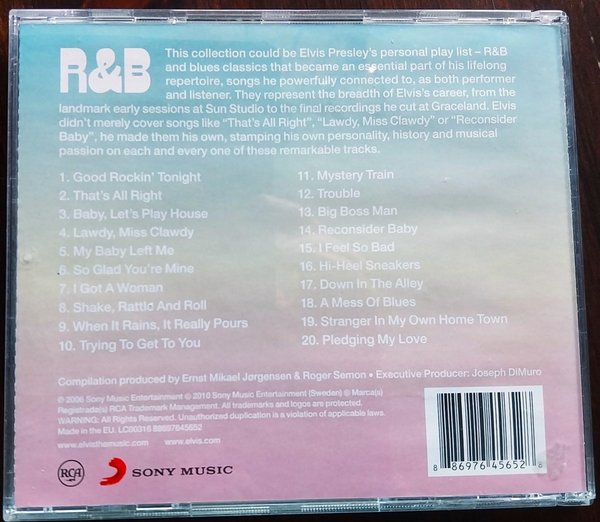 R&B
This collection could be Elvis Presley's personal play list – R&B
and blues classics that became an essential part of his lifelong
repertoire, songs he powerfully connected to, as both performer
and listener. They represent the breadth of Elvis's career, from the
landmark early sessions at Sun Studio to the final recordings he cut at Graceland. Elvis
didn't merely cover songs like "That's All Right", "Lawdy, Miss Clawdy" or "Reconsider
Baby", he made them his own, stamping his own personality, history and musical
passion on each and every one of these remarkable tracks.
1. Good Rockin' Tonight
2. That's All Right
3. Baby, Let's Play House
4. Lawdy, Miss Clawdy
5. My Baby Left Me
6. So Glad You're Mine
7. I Got A Woman
8. Shake, Rattle And Roll
9. When It Rains, It Really Pours
10. Trying To Get To You
11. Mystery Train
12. Trouble
13. Big Boss Man
14. Reconsider Baby
15. I Feel So Bad
16. Hi-Heel Sneakers
17. Down In The Alley
18. A Mess Of Blues
19. Stranger In My Own Home Town
20. Pledging My Love
Compilation produced by Ernst Mikael Jørgensen & Roger Semon • Executive Producer: Joseph DiMuro
℗ 2006 Sony Music Entertainment © 2010 Sony Music Entertainment (Sweden) ® Marca(s)
Registrada(s) RCA Trademark Management. All trademarks and logos are protected.
WARNING: All Rights Reserved. Unauthorized duplication is a violation of applicable laws.
Made in the EU. LC00316 88697645652
www.elvisthemusic.com www.elvis.com
RCA SONY MUSIC
8 86976 45652 8